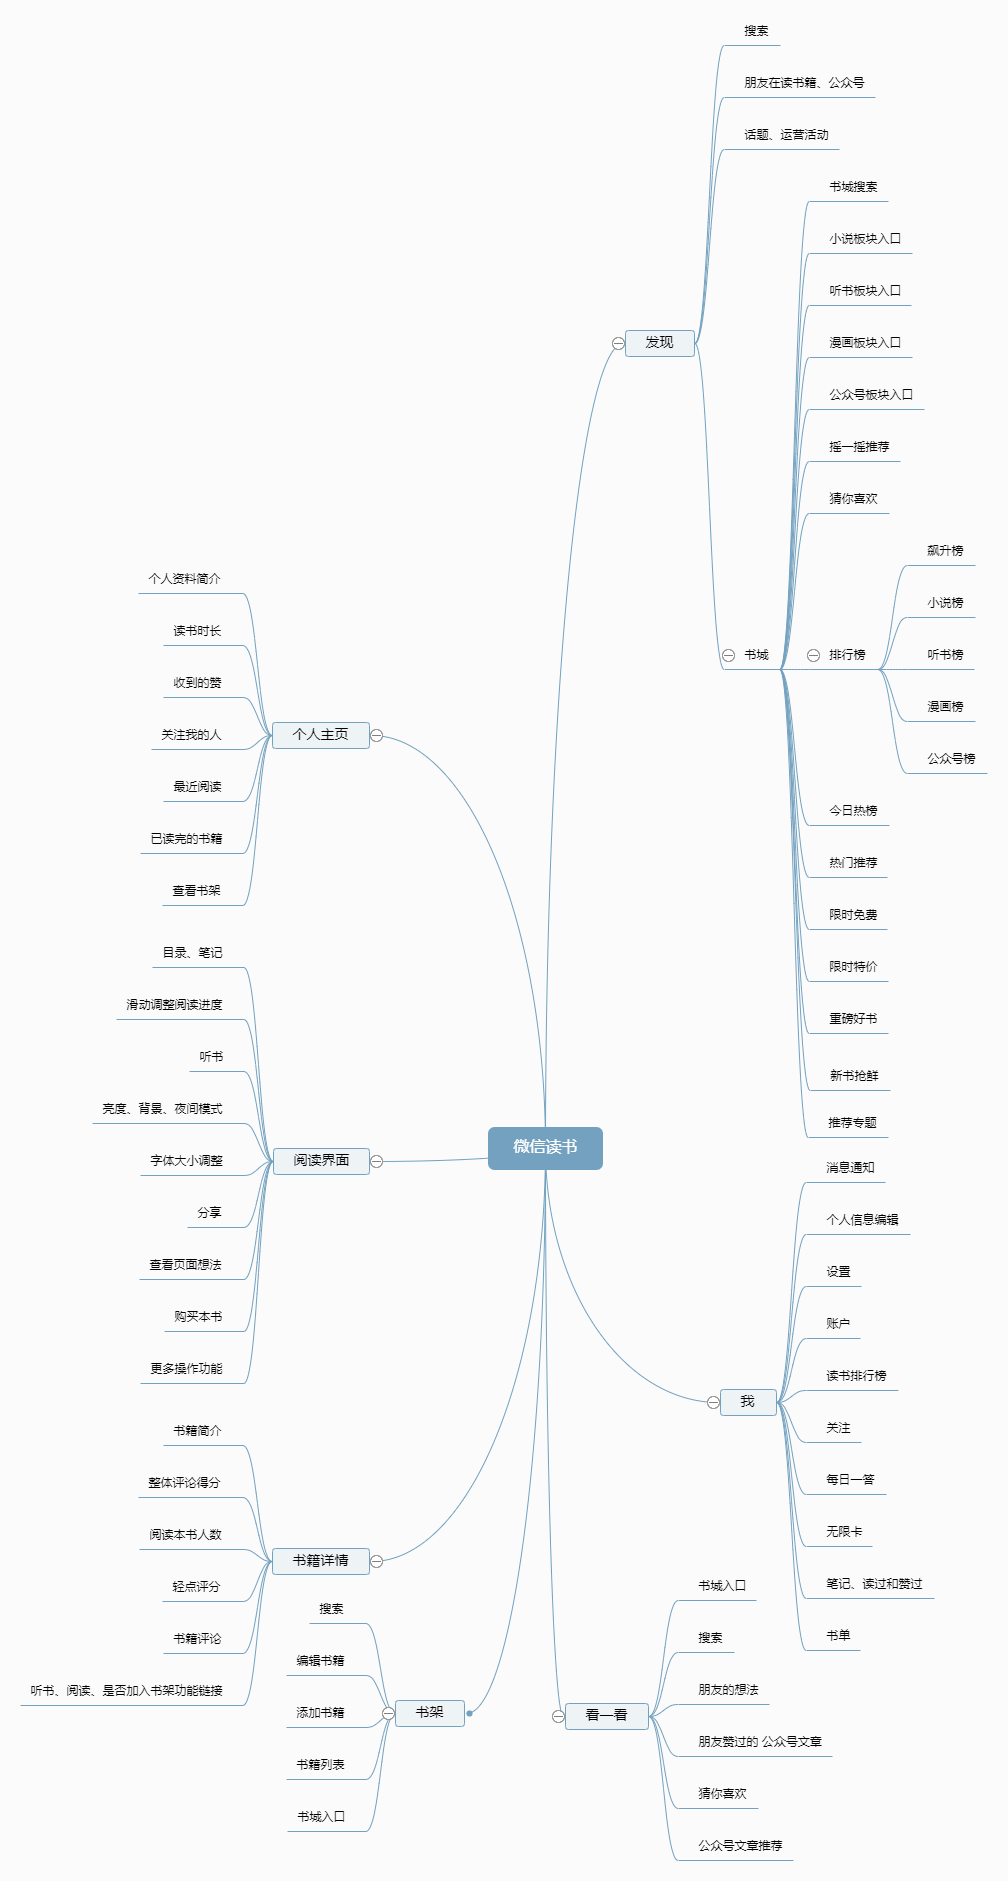 微信读书
发现
搜索
朋友在读书籍、公众号
话题、运营活动
书城
书城搜索
小说板块入口
听书板块入口
漫画板块入口
公众号板块入口
摇一摇推荐
猜你喜欢
排行榜
飙升榜
小说榜
听书榜
漫画榜
公众号榜
今日热榜
热门推荐
限时免费
限时特价
重磅好书
新书抢鲜
推荐专题
我
消息通知
个人信息编辑
设置
账户
读书排行榜
关注
每日一答
无限卡
笔记、读过和赞过
书单
看一看
书城入口
搜索
朋友的想法
朋友赞过的 公众号文章
猜你喜欢
公众号文章推荐
个人主页
个人资料简介
读书时长
收到的赞
关注我的人
最近阅读
已读完的书籍
查看书架
阅读界面
目录、笔记
滑动调整阅读进度
听书
亮度、背景、夜间模式
字体大小调整
分享
查看页面想法
购买本书
更多操作功能
书籍详情
书籍简介
整体评论得分
阅读本书人数
轻点评分
书籍评论
听书、阅读、是否加入书架功能链接
书架
搜索
编辑书籍
添加书籍
书籍列表
书城入口